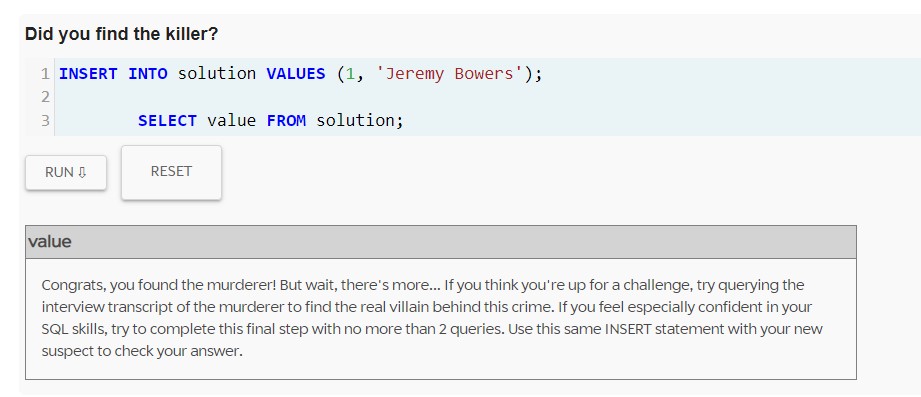 Did you find the killer?
1 INSERT INTO solution VALUES (1, 'Jeremy Bowers');
2
3 SELECT value FROM solution;
RUN ⇩ RESET
value
Congrats, you found the murderer! But wait, there's more... If you think you're up for a challenge, try querying the
interview transcript of the murderer to find the real villain behind this crime. If you feel especially confident in your
SQL skills, try to complete this final step with no more than 2 queries. Use this same INSERT statement with your new
suspect to check your answer.